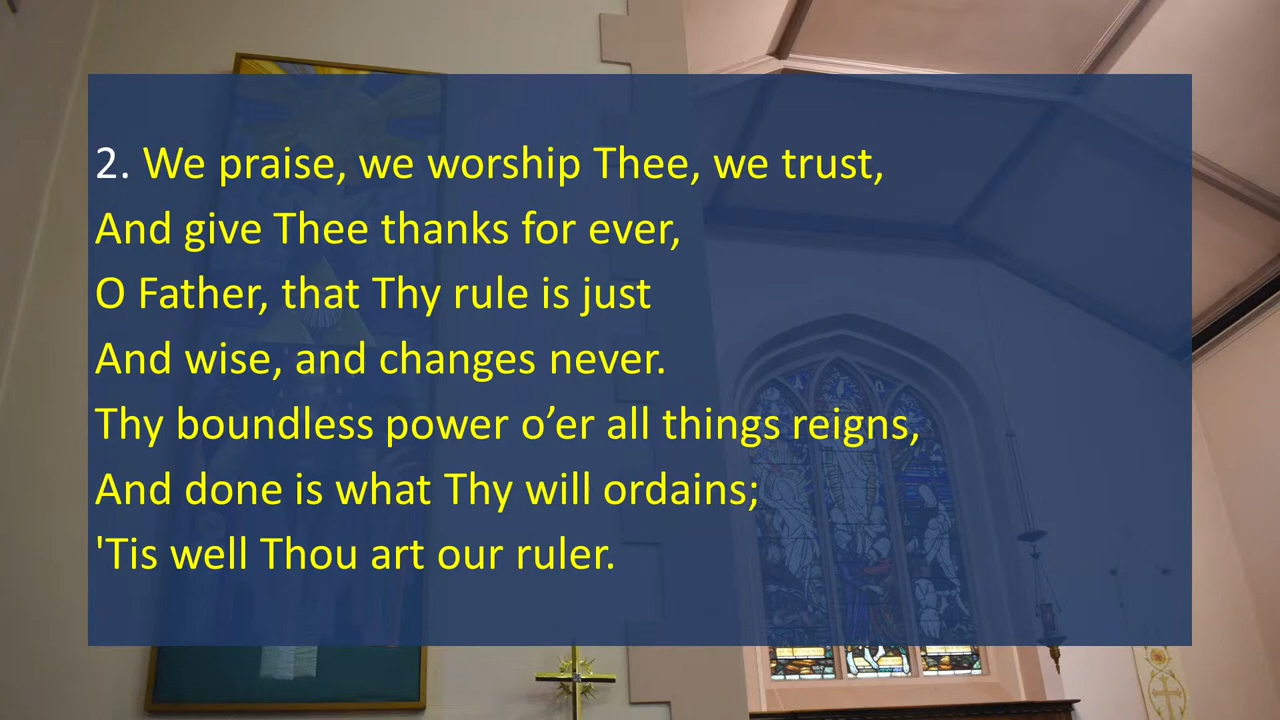 2. We praise, we worship Thee, we trust,
And give Thee thanks for ever,
O Father, that Thy rule is just
And wise, and changes never.
Thy boundless power o’er all things reigns,
And done is what Thy will ordains;
'Tis well Thou art our ruler.